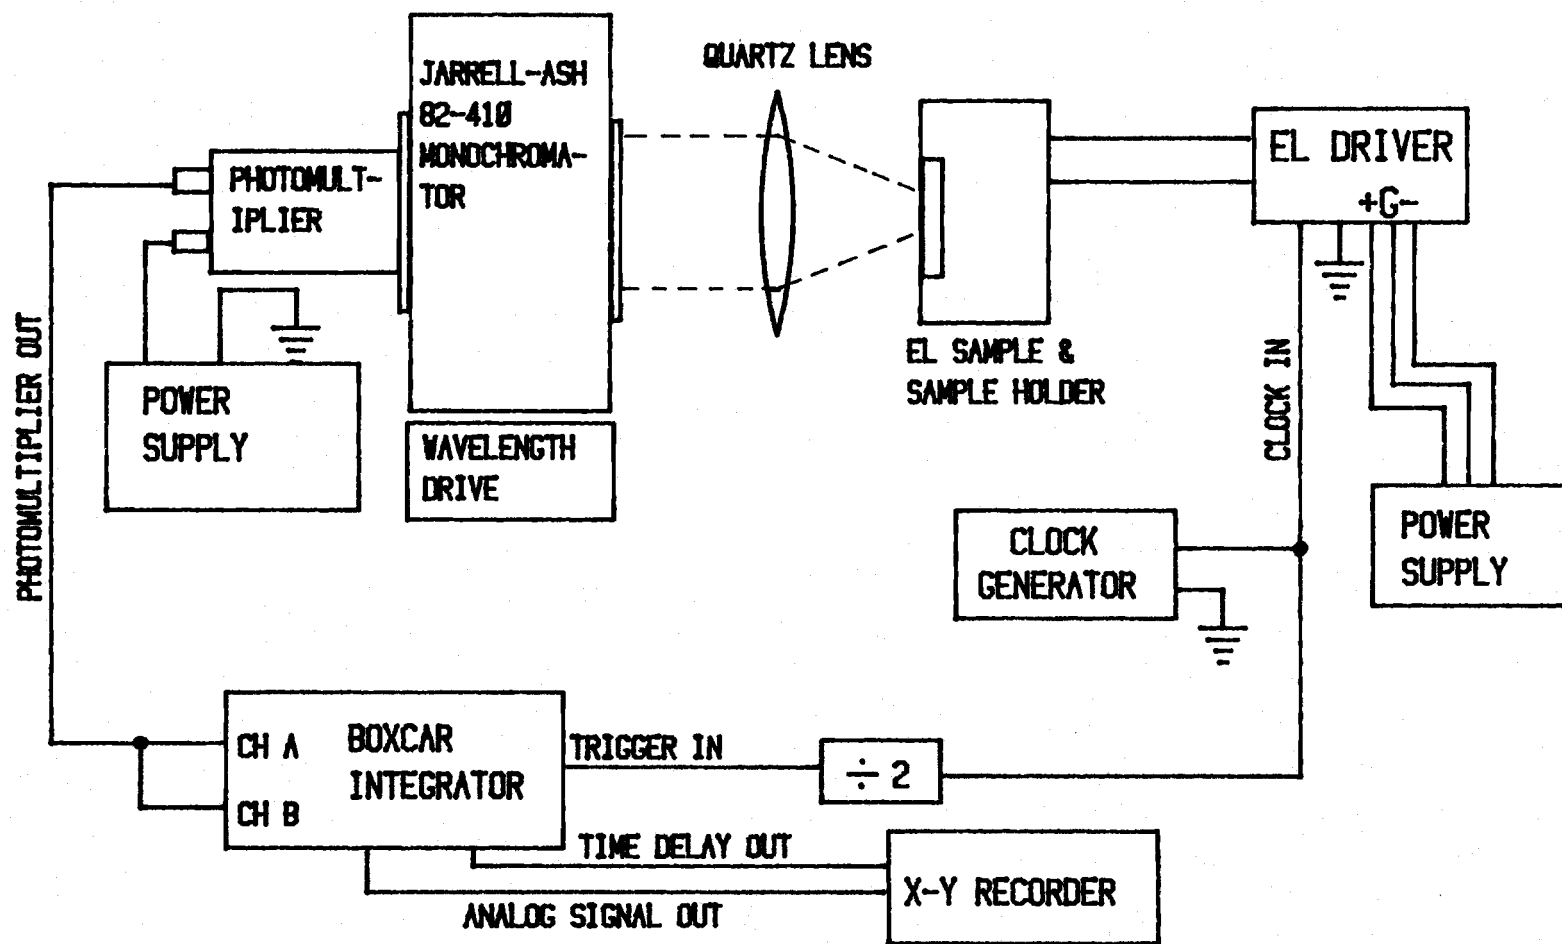 QUARTZ LENS
JARRELL-ASH
82-410
MONOCHROMA-
TOR
EL DRIVER
+G-
PHOTOMULT-
IPLIER
EL SAMPLE &
SAMPLE HOLDER
PHOTOMULTIPLIER OUT
POWER
SUPPLY
WAVELENGTH
DRIVE
CLOCK IN
CLOCK
GENERATOR
POWER
SUPPLY
CH A
BOXCAR
INTEGRATOR
CH B
TRIGGER IN
÷ 2
TIME DELAY OUT
ANALOG SIGNAL OUT
X-Y RECORDER